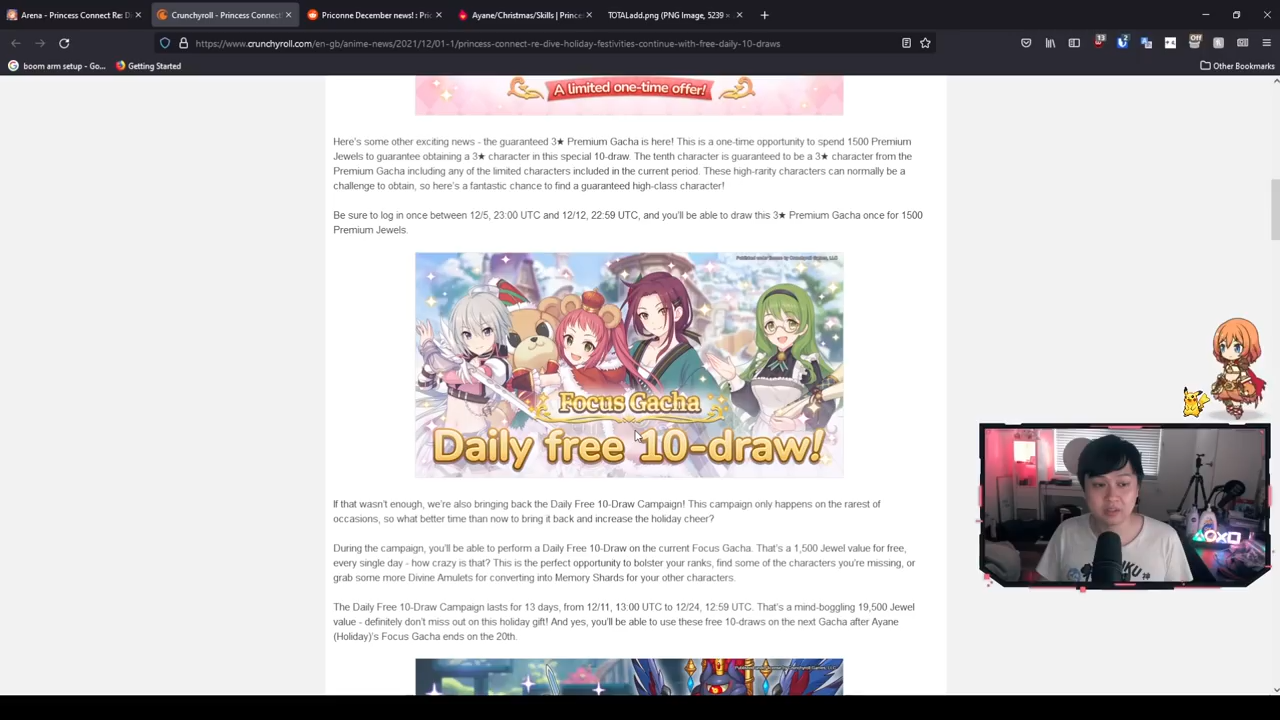 Arena - Princess Connect Re: D
Crunchyroll - Princess Connect!
Priconne December news! : Pri
Ayane/Christmas/Skills | Prince
TOTALadd.png (PNG Image, 5239
https://www.crunchyroll.com/en-gb/anime-news/2021/12/01-1/princess-connect-re-dive-holiday-festivities-continue-with-free-daily-10-draws
13
2
Off
boom arm setup - Go...
Getting Started
Other Bookmarks
A limited one-time offer!
Here's some other exciting news - the guaranteed 3★ Premium Gacha is here! This is a one-time opportunity to spend 1500 Premium
Jewels to guarantee obtaining a 3★ character in this special 10-draw. The tenth character is guaranteed to be a 3★ character from the
Premium Gacha including any of the limited characters included in the current period. These high-rarity characters can normally be a
challenge to obtain, so here's a fantastic chance to find a guaranteed high-class character!
Be sure to log in once between 12/5, 23:00 UTC and 12/12, 22:59 UTC, and you'll be able to draw this 3★ Premium Gacha once for 1500
Premium Jewels.
Focus Gacha
Daily free 10-draw!
If that wasn't enough, we're also bringing back the Daily Free 10-Draw Campaign! This campaign only happens on the rarest of
occasions, so what better time than now to bring it back and increase the holiday cheer?
During the campaign, you'll be able to perform a Daily Free 10-Draw on the current Focus Gacha. That's a 1,500 Jewel value for free,
every single day - how crazy is that? This is the perfect opportunity to bolster your ranks, find some of the characters you're missing, or
grab some more Divine Amulets for converting into Memory Shards for your other characters.
The Daily Free 10-Draw Campaign lasts for 13 days, from 12/11, 13:00 UTC to 12/24, 12:59 UTC. That's a mind-boggling 19,500 Jewel
value - definitely don't miss out on this holiday gift! And yes, you'll be able to use these free 10-draws on the next Gacha after Ayane
(Holiday)'s Focus Gacha ends on the 20th.